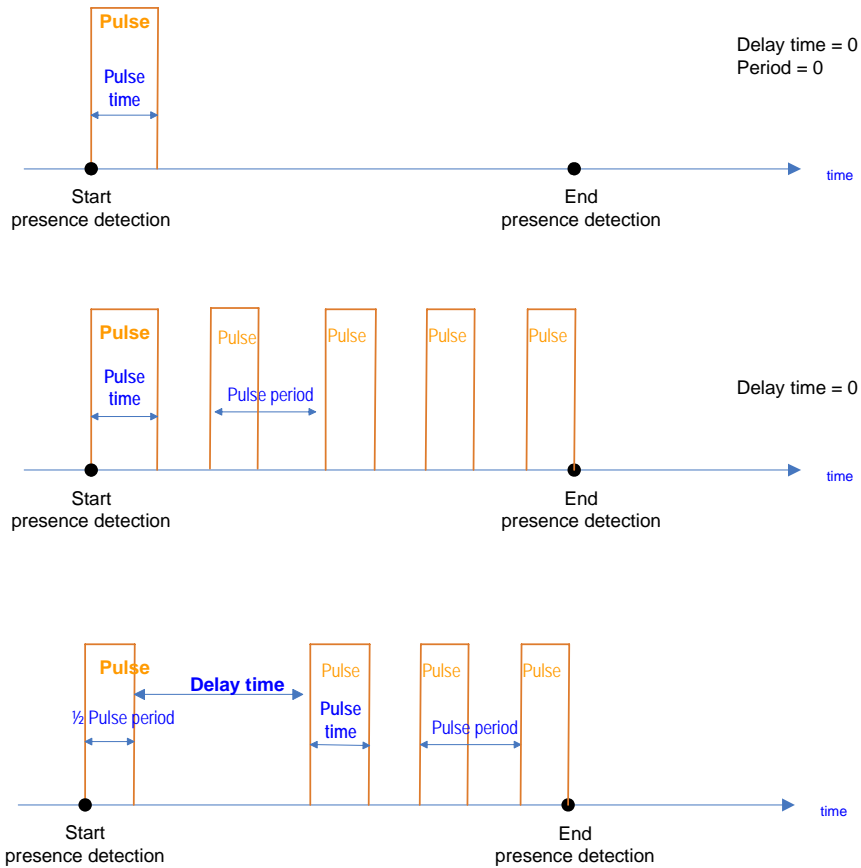 Pulse
Delay time = 0
Period = 0
Pulse
time
time
Start
presence detection
End
presence detection
Pulse
Pulse
Pulse
Pulse
Pulse
Pulse
time
Pulse period
Delay time = 0
time
Start
presence detection
End
presence detection
Pulse
Delay time
Pulse
Pulse
Pulse
½ Pulse period
Pulse
time
Pulse period
time
Start
presence detection
End
presence detection